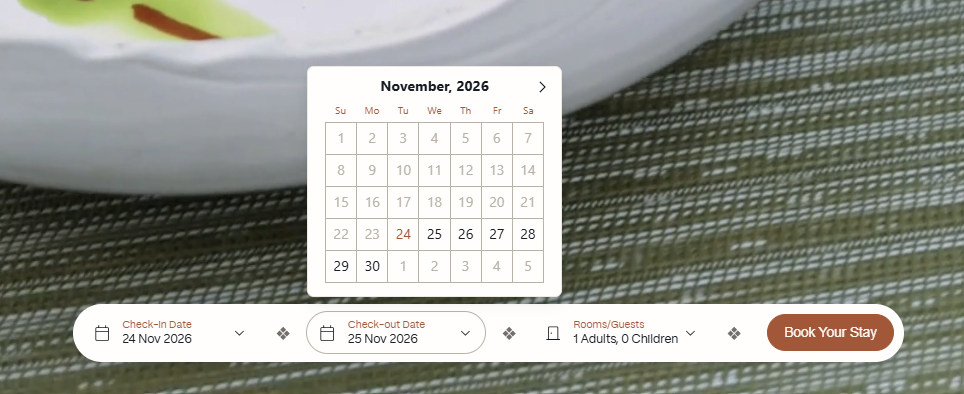 November, 2026
Su Mo Tu We Th Fr Sa
1 2 3 4 5 6 7
8 9 10 11 12 13 14
15 16 17 18 19 20 21
22 23 24 25 26 27 28
29 30 1 2 3 4 5
Check-In Date
24 Nov 2026
Check-out Date
25 Nov 2026
Rooms/Guests
1 Adults, 0 Children
Book Your Stay